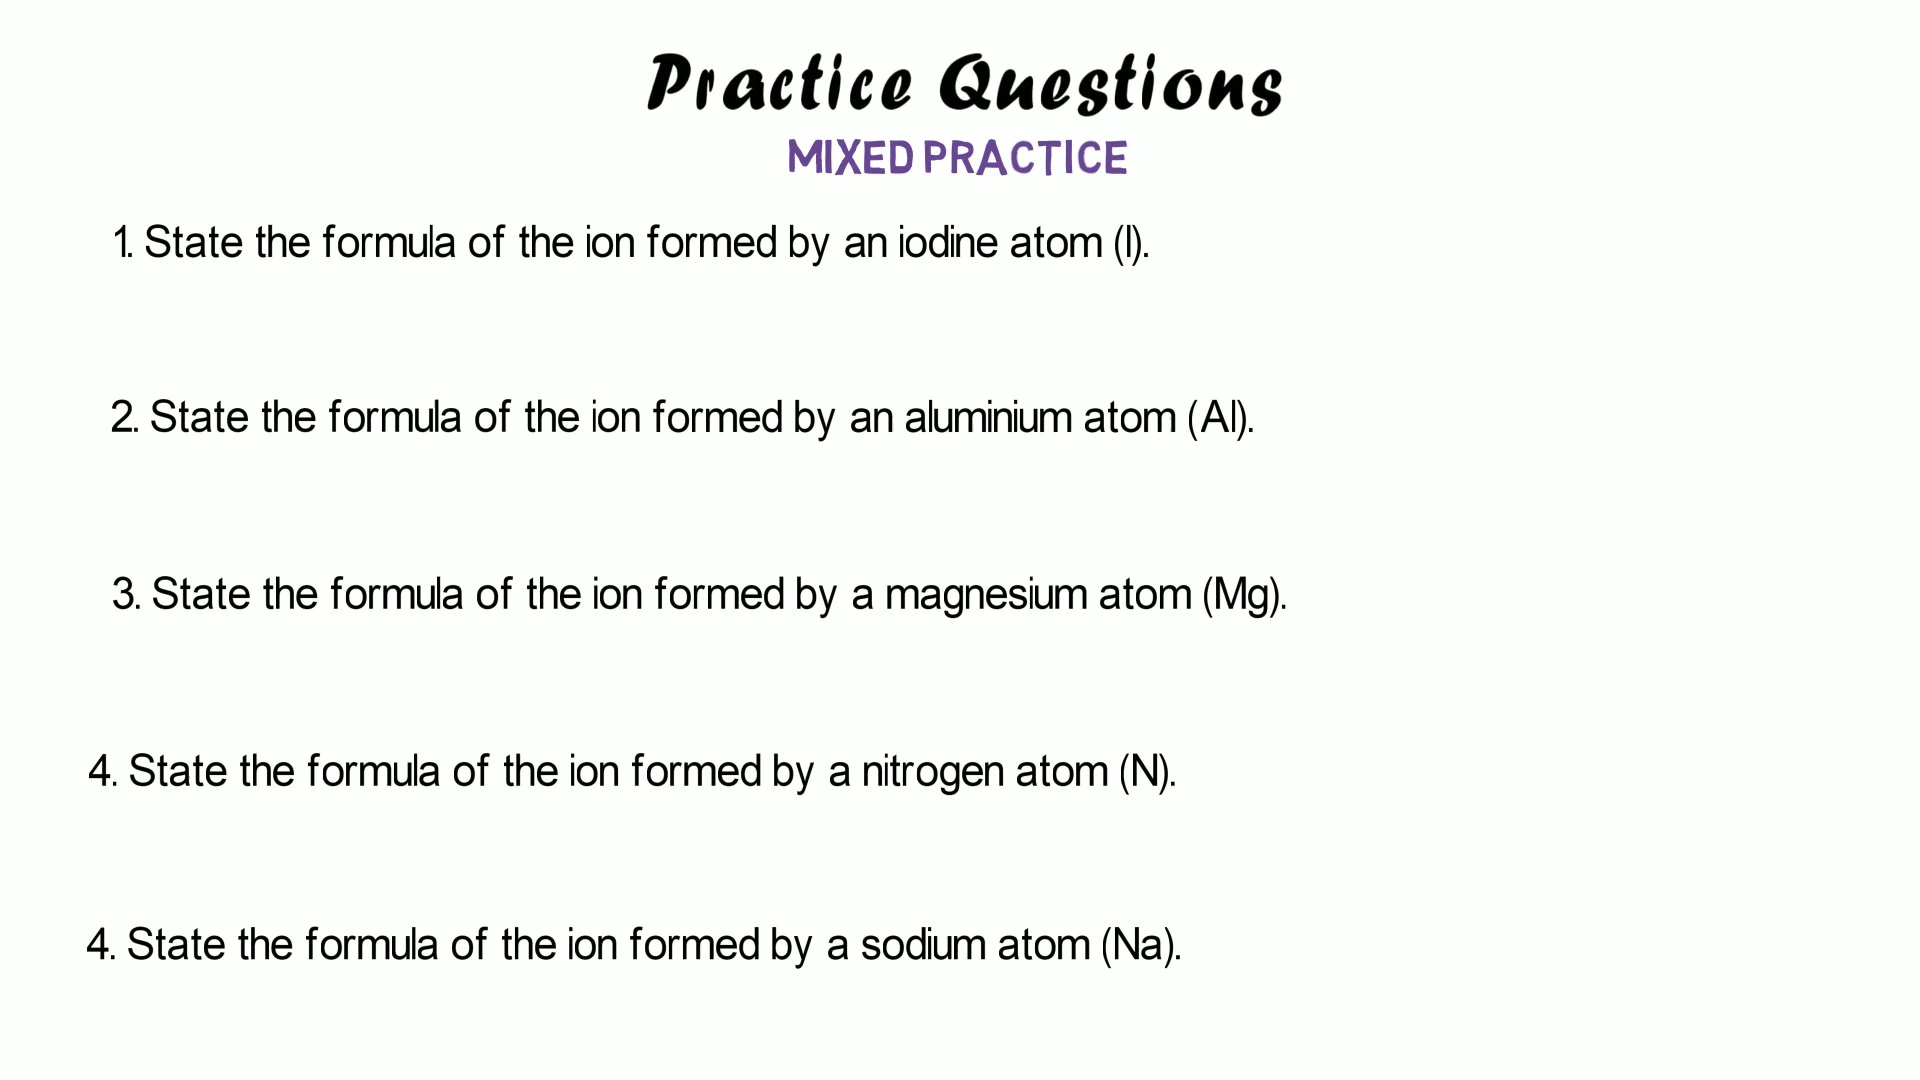 Practice Questions
MIXED PRACTICE
1. State the formula of the ion formed by an iodine atom (I).
2. State the formula of the ion formed by an aluminium atom (Al).
3. State the formula of the ion formed by a magnesium atom (Mg).
4. State the formula of the ion formed by a nitrogen atom (N).
4. State the formula of the ion formed by a sodium atom (Na).